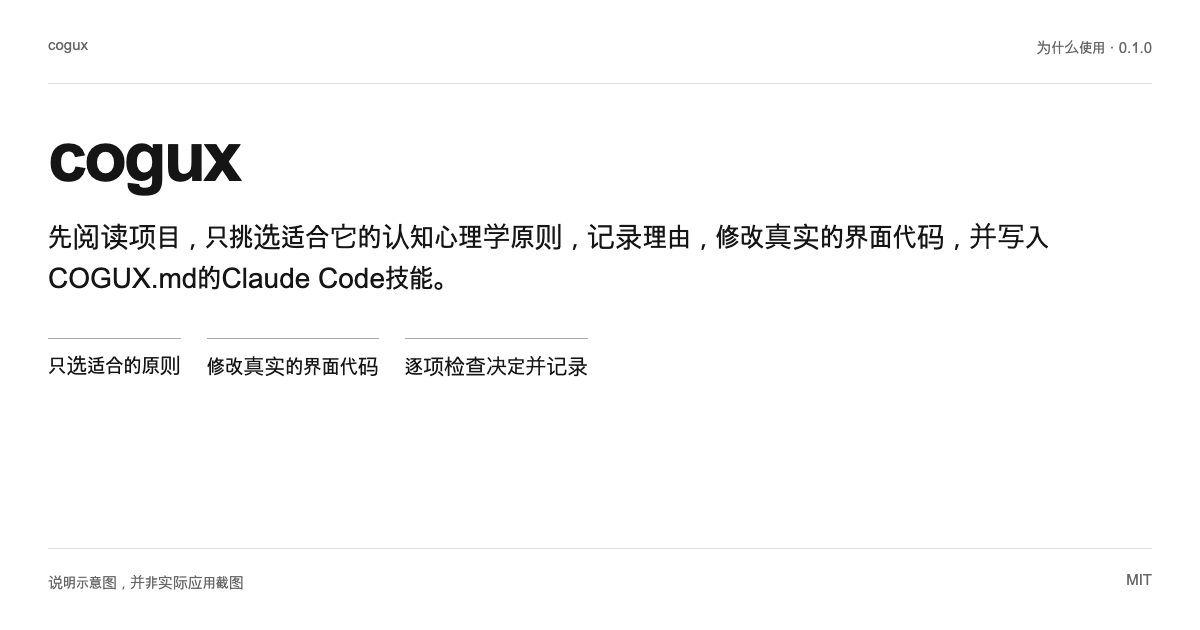 cogux
为什么使用 · 0.1.0
cogux
先阅读项目，只挑选适合它的认知心理学原则，记录理由，修改真实的界面代码，并写入
COGUX.md的Claude Code技能。
只选适合的原则
修改真实的界面代码
逐项检查决定并记录
说明示意图，并非实际应用截图
MIT